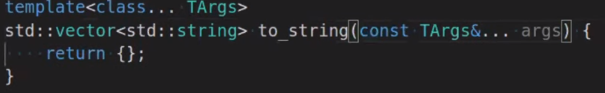 template<class... TArgs>
std::vector<std::string> to_string(const TArgs&... args) {
    return {};
}